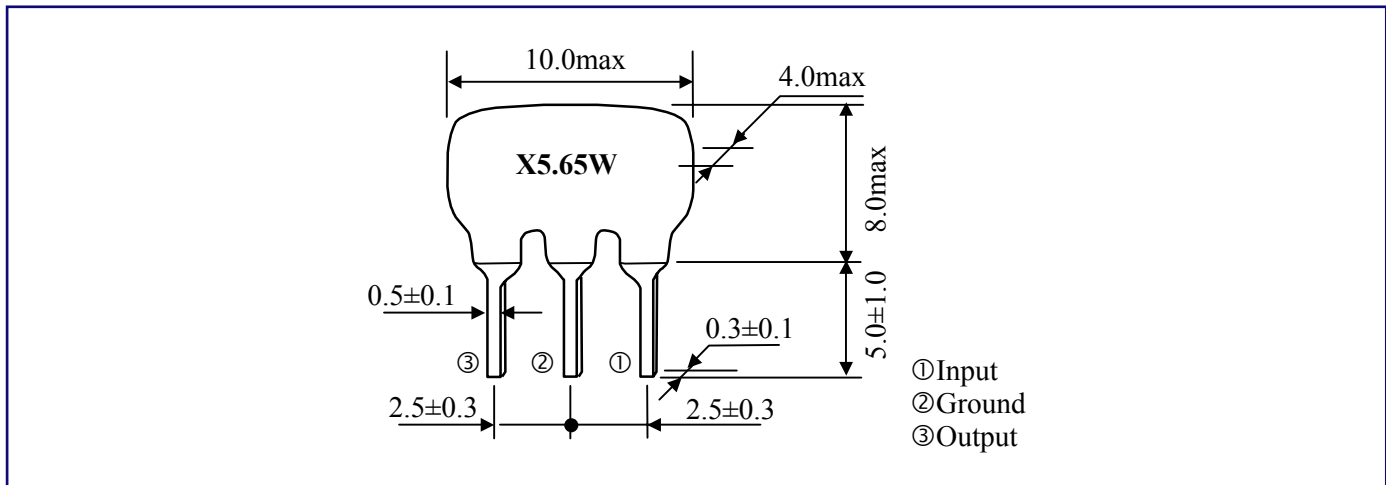 10.0max
4.0max
X5.65W
8.0max
0.5±0.1
5.0±1.0
0.3±0.1
③ ② ①
2.5±0.3
2.5±0.3
①Input
②Ground
③Output